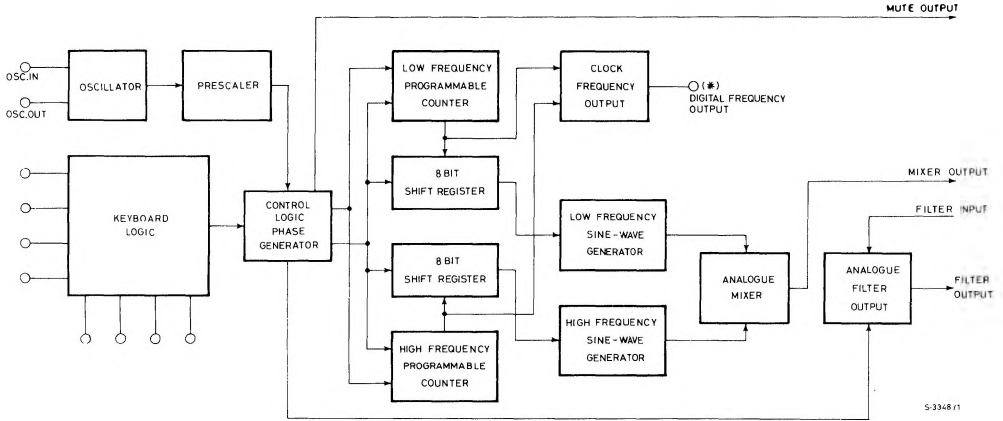 MUTE OUTPUT
OSC.IN
OSCILLATOR
PRESCALER
OSC.OUT
LOW FREQUENCY
PROGRAMMABLE
COUNTER
CLOCK
FREQUENCY
OUTPUT
(*)
DIGITAL FREQUENCY
OUTPUT
8 BIT
SHIFT REGISTER
MIXER OUTPUT
FILTER INPUT
KEYBOARD
LOGIC
CONTROL
LOGIC
PHASE
GENERATOR
LOW FREQUENCY
SINE-WAVE
GENERATOR
8 BIT
SHIFT REGISTER
ANALOGUE
MIXER
ANALOGUE
FILTER
OUTPUT
FILTER
OUTPUT
HIGH FREQUENCY
SINE-WAVE
GENERATOR
HIGH FREQUENCY
PROGRAMMABLE
COUNTER
S-3348/1